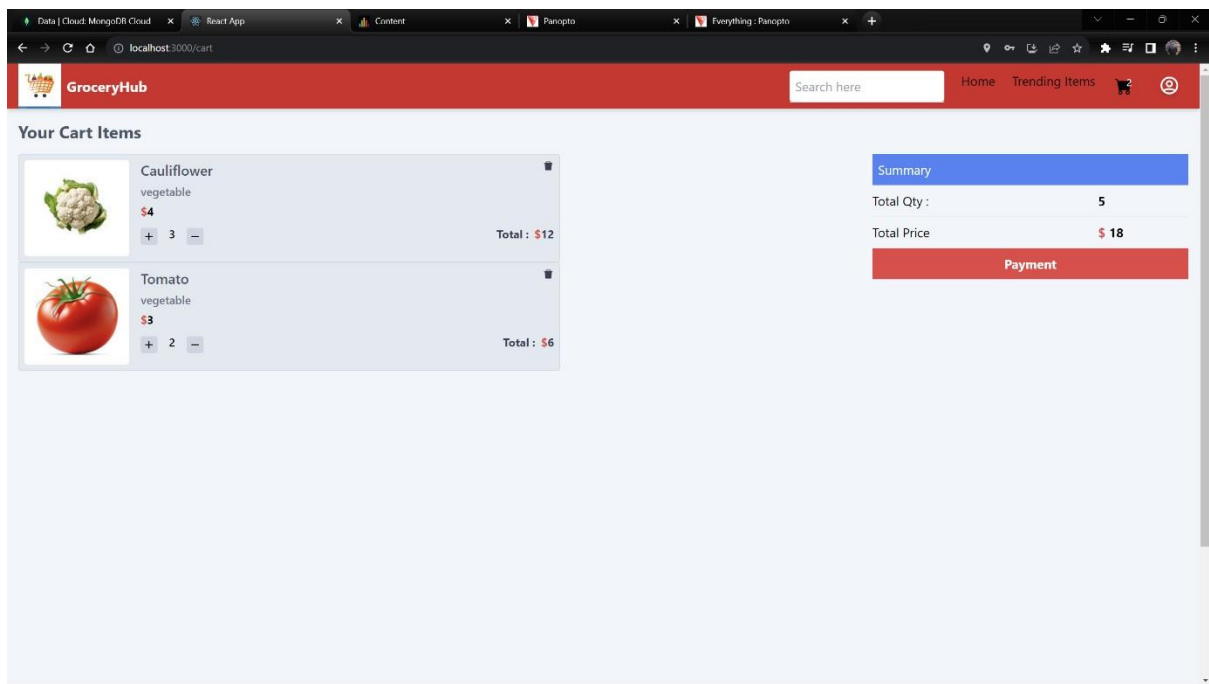 Data | Cloud: MongoDB Cloud React App Content Panopto Everything : Panopto
localhost:3000/cart
GroceryHub Search here Home Trending Items 2
Your Cart Items
Cauliflower
vegetable
$4
+ 3 – Total : $12
Tomato
vegetable
$3
+ 2 – Total : $6
Summary
Total Qty : 5
Total Price $ 18
Payment